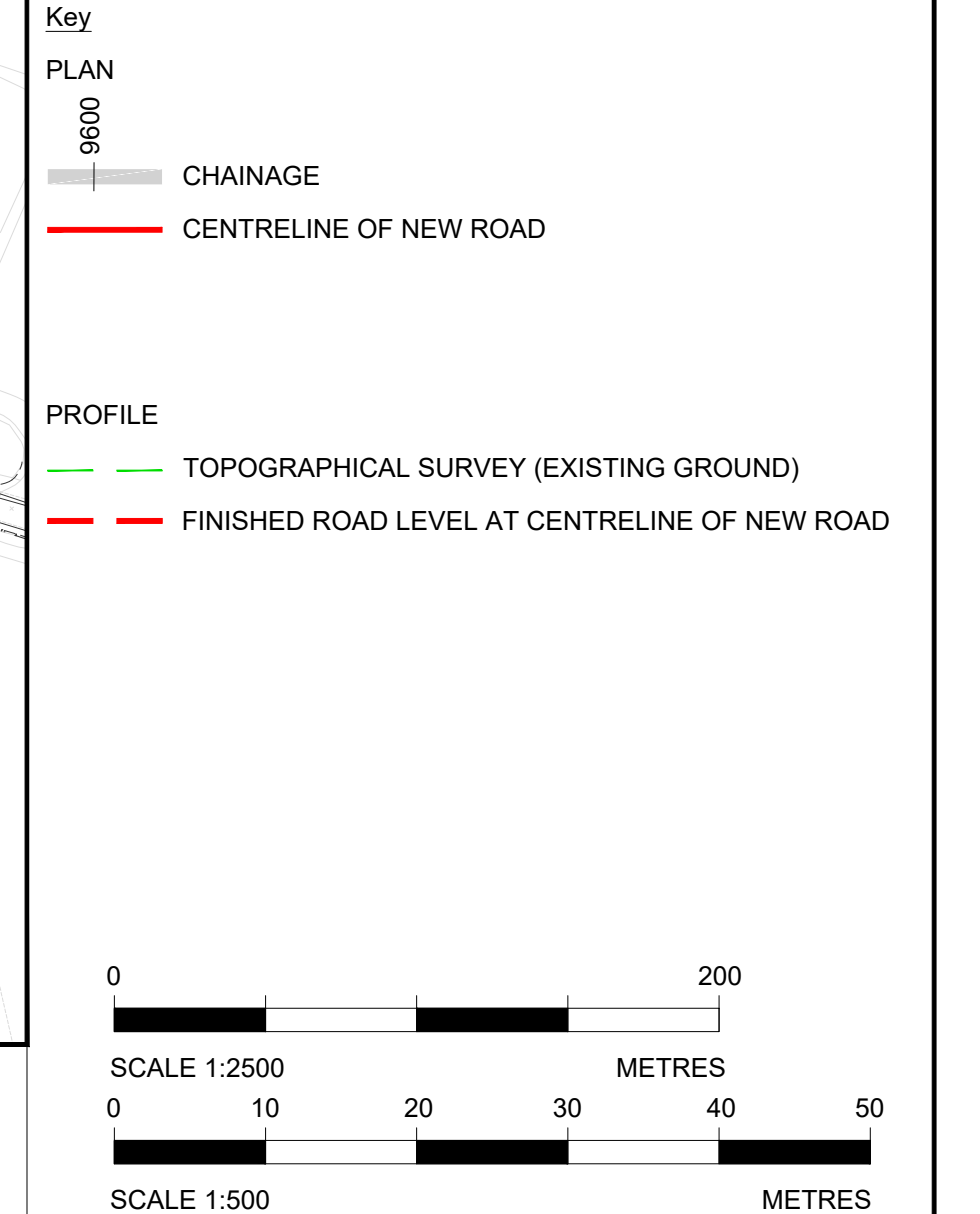 Key
PLAN
9600
CHAINAGE
CENTRELINE OF NEW ROAD
PROFILE
TOPOGRAPHICAL SURVEY (EXISTING GROUND)
FINISHED ROAD LEVEL AT CENTRELINE OF NEW ROAD
0 200
SCALE 1:2500 METRES
0 10 20 30 40 50
SCALE 1:500 METRES